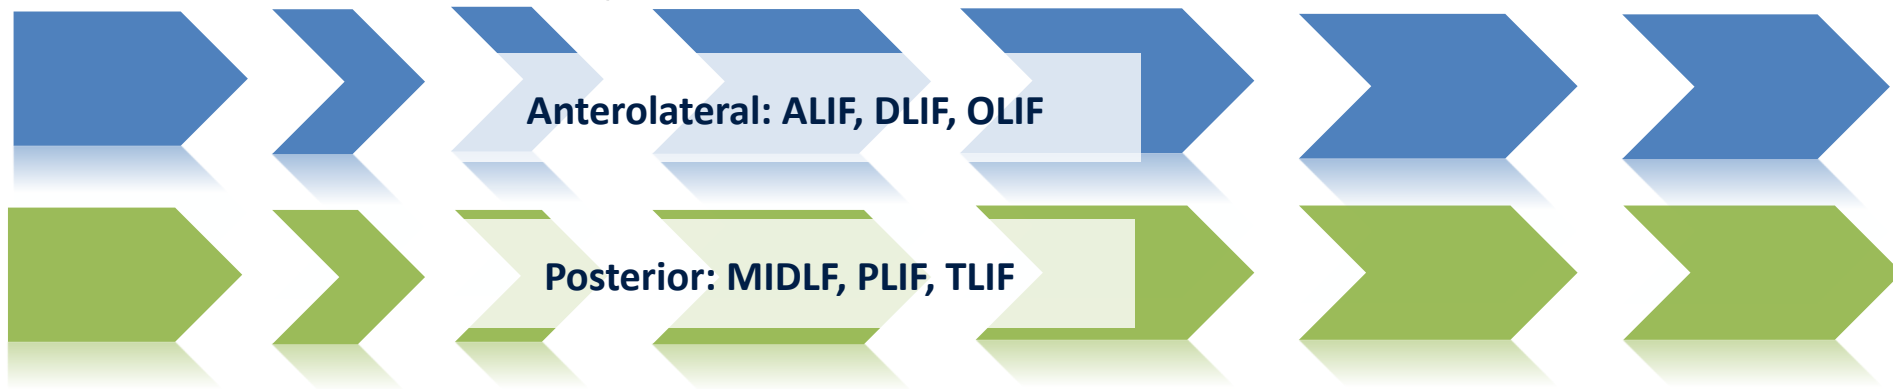 Anterolateral: ALIF, DLIF, OLIF
Posterior: MIDLF, PLIF, TLIF